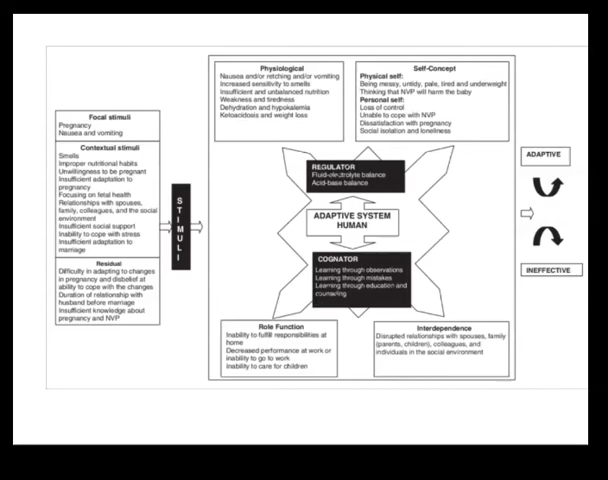 Focal stimuli
Pregnancy
Nausea and vomiting
Contextual stimuli
Smells
Improper nutritional habits
Unwillingness to be pregnant
Insufficient adaptation to
pregnancy
Focusing on fetal health
Relationships with spouses,
family, colleagues, and the social
environment
Insufficient social support
Inability to cope with stress
Insufficient adaptation to
marriage
Residual
Difficulty in adapting to changes
in pregnancy and disbelief at
ability to cope with the changes
Duration of relationship with
husband before marriage
Insufficient knowledge about
pregnancy and NVP
STIMULI
Physiological
Nausea and/or retching and/or vomiting
Increased sensitivity to smells
Insufficient and unbalanced nutrition
Weakness and tiredness
Dehydration and hypokalemia
Ketoacidosis and weight loss
Self-Concept
Physical self:
Being messy, untidy, pale, tired and underweight
Thinking that NVP will harm the baby
Personal self:
Loss of control
Unable to cope with NVP
Dissatisfaction with pregnancy
Social isolation and loneliness
REGULATOR
Fluid-electrolyte balance
Acid-base balance
ADAPTIVE SYSTEM
HUMAN
COGNATOR
Learning through observations
Learning through mistakes
Learning through education and
counseling
Role Function
Inability to fulfill responsibilities at
home
Decreased performance at work or
inability to go to work
Inability to care for children
Interdependence
Disrupted relationships with spouses, family
(parents, children), colleagues, and
individuals in the social environment
ADAPTIVE
INEFFECTIVE